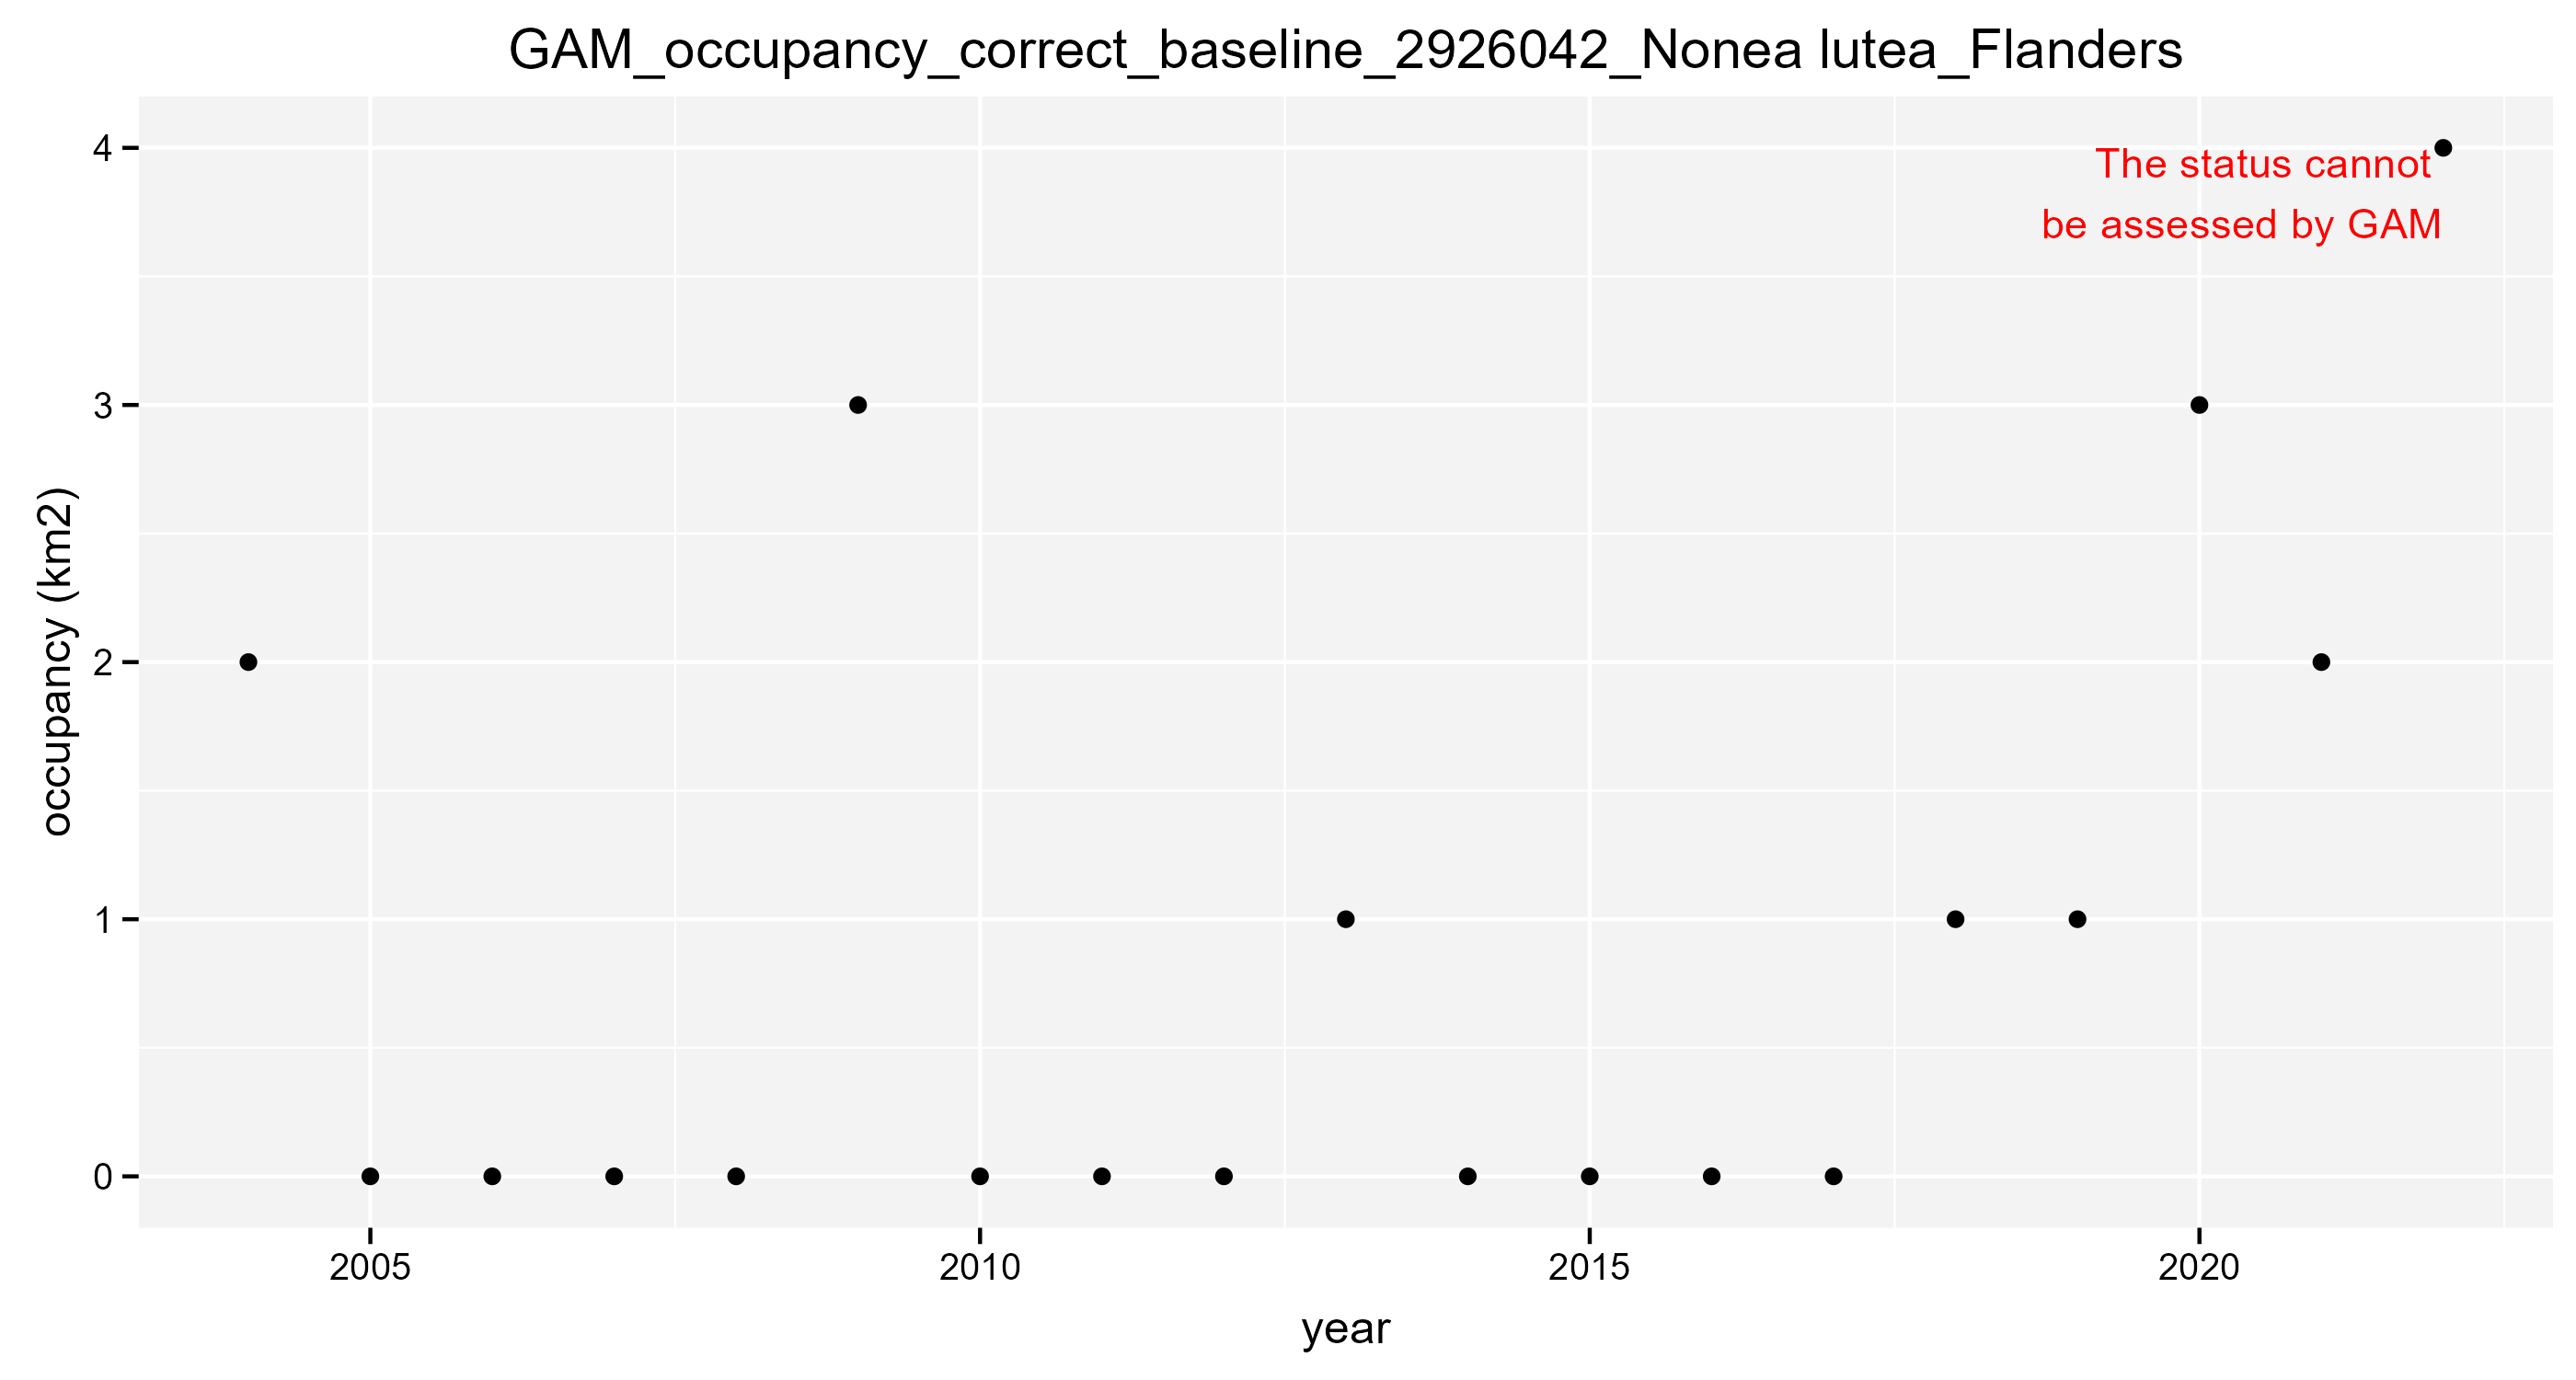 GAM_occupancy_correct_baseline_2926042_Nonea lutea_Flanders
4
3
2
1
0
occupancy (km2)
The status cannot
be assessed by GAM
2005 2010 2015 2020
year